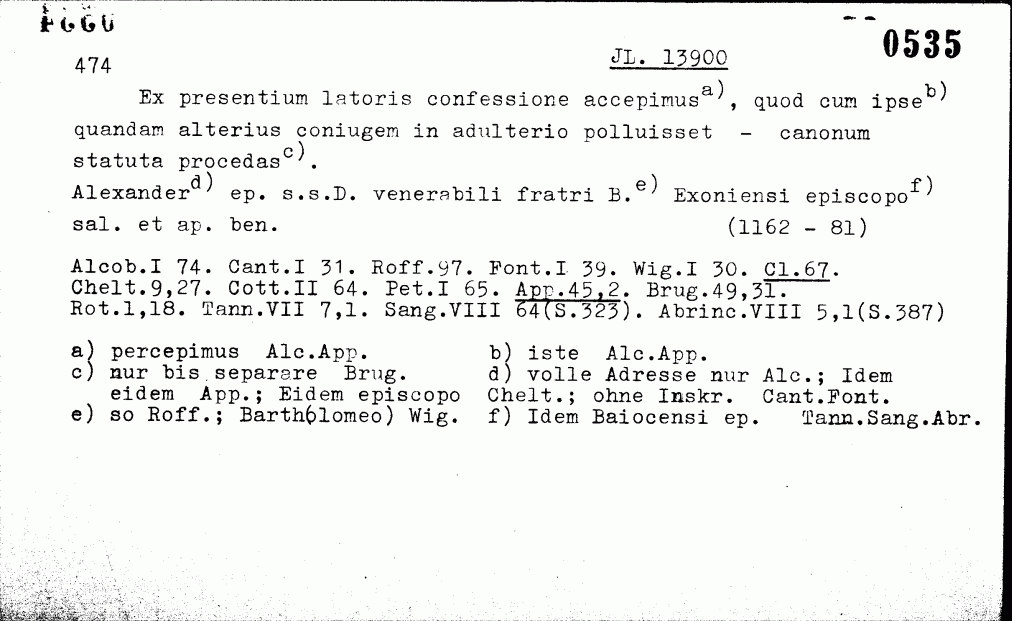 0535
474 JL. 13900
Ex presentium latoris confessione accepimus a), quod cum ipse b)
quandam alterius coniugem in adulterio polluisset - canonum
statuta procedas c).
Alexander d) ep. s.s.D. venerabili fratri B. e) Exoniensi episcopo f)
sal. et ap. ben. (1162 - 81)
Alcob.I 74. Cant.I 31. Roff.97. Font.I 39. Wig.I 30. Cl.67.
Chelt.9,27. Cott.II 64. Pet.I 65. App.45,2. Brug.49,31.
Rot.1,18. Tann.VII 7,1. Sang.VIII 64(S.323). Abrinc.VIII 5,1(S.387)
a) percepimus Alc.App. b) iste Alc.App.
c) nur bis separare Brug. d) volle Adresse nur Alc.; Idem
eidem App.; Eidem episcopo Chelt.; ohne Inskr. Cant.Font.
e) so Roff.; Barth(olomeo) Wig. f) Idem Baiocensi ep. Tann.Sang.Abr.